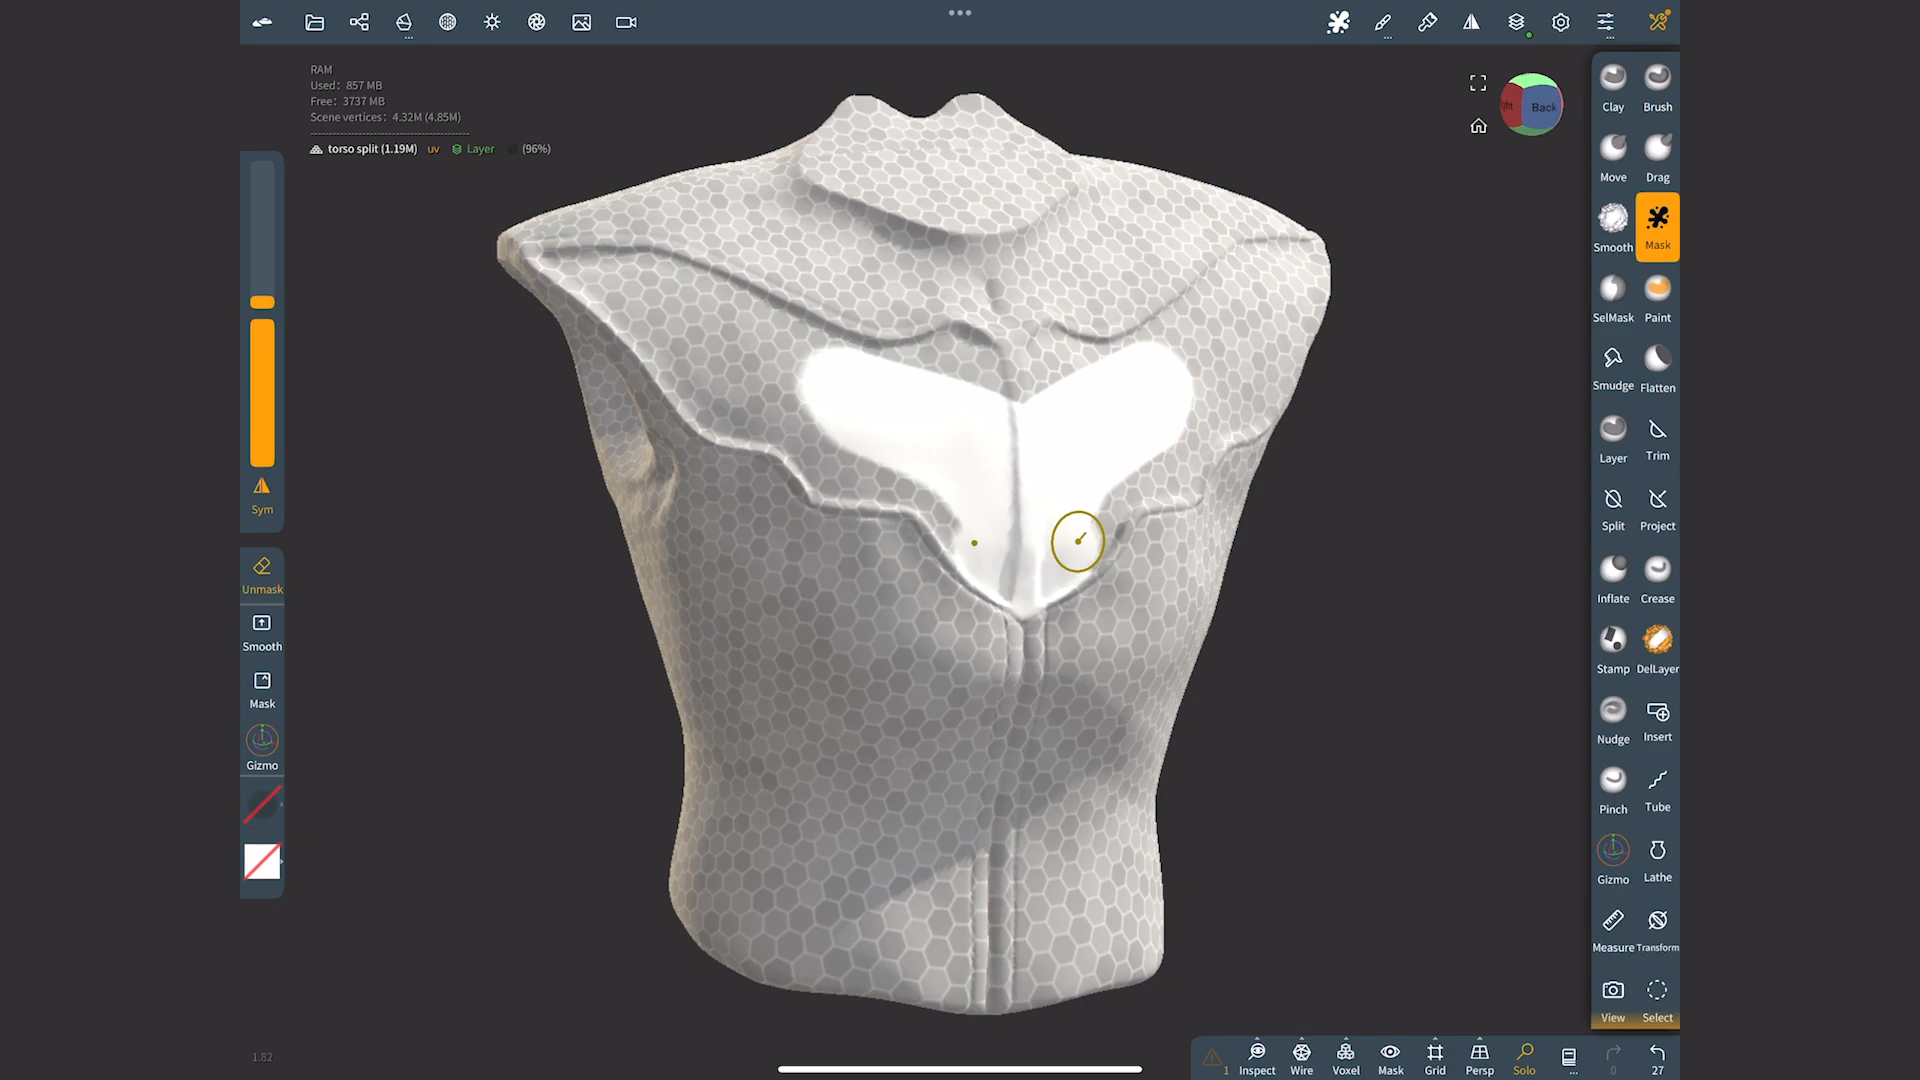 RAM
Used: 857 MB
Free: 3737 MB
Scene vertices: 4.32M (4.85M)
torso split (1.19M) uv Layer (96%)
ght Back
Clay Brush
Move Drag
Smooth Mask
SelMask Paint
Smudge Flatten
Layer Trim
Split Project
Inflate Crease
Stamp DelLayer
Nudge Insert
Pinch Tube
Gizmo Lathe
Measure Transform
View Select
Sym
Unmask
Smooth
Mask
Gizmo
1.82
1 Inspect Wire Voxel Mask Grid Persp Solo ... 0 27